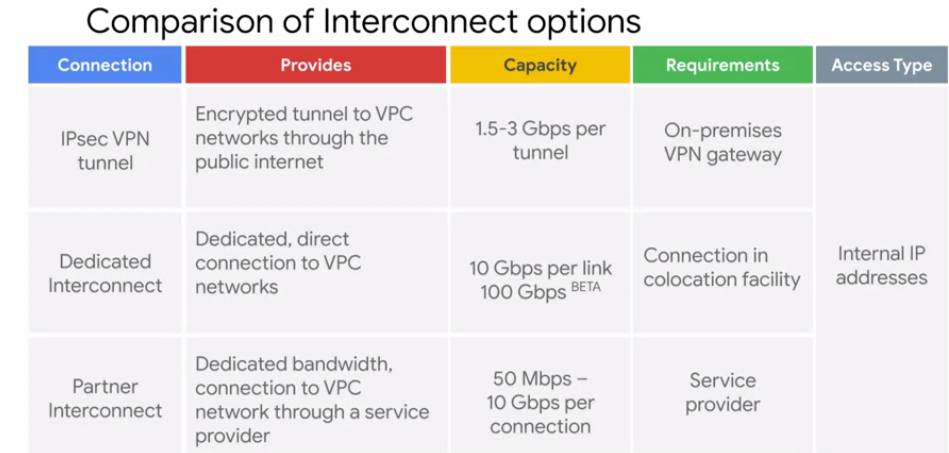 Comparison of Interconnect options
Connection
Provides
Capacity
Requirements
Access Type
IPsec VPN
tunnel
Encrypted tunnel to VPC
networks through the
public internet
1.5-3 Gbps per
tunnel
On-premises
VPN gateway
Dedicated
Interconnect
Dedicated, direct
connection to VPC
networks
10 Gbps per link
100 Gbps BETA
Connection in
colocation facility
Internal IP
addresses
Partner
Interconnect
Dedicated bandwidth,
connection to VPC
network through a service
provider
50 Mbps –
10 Gbps per
connection
Service
provider